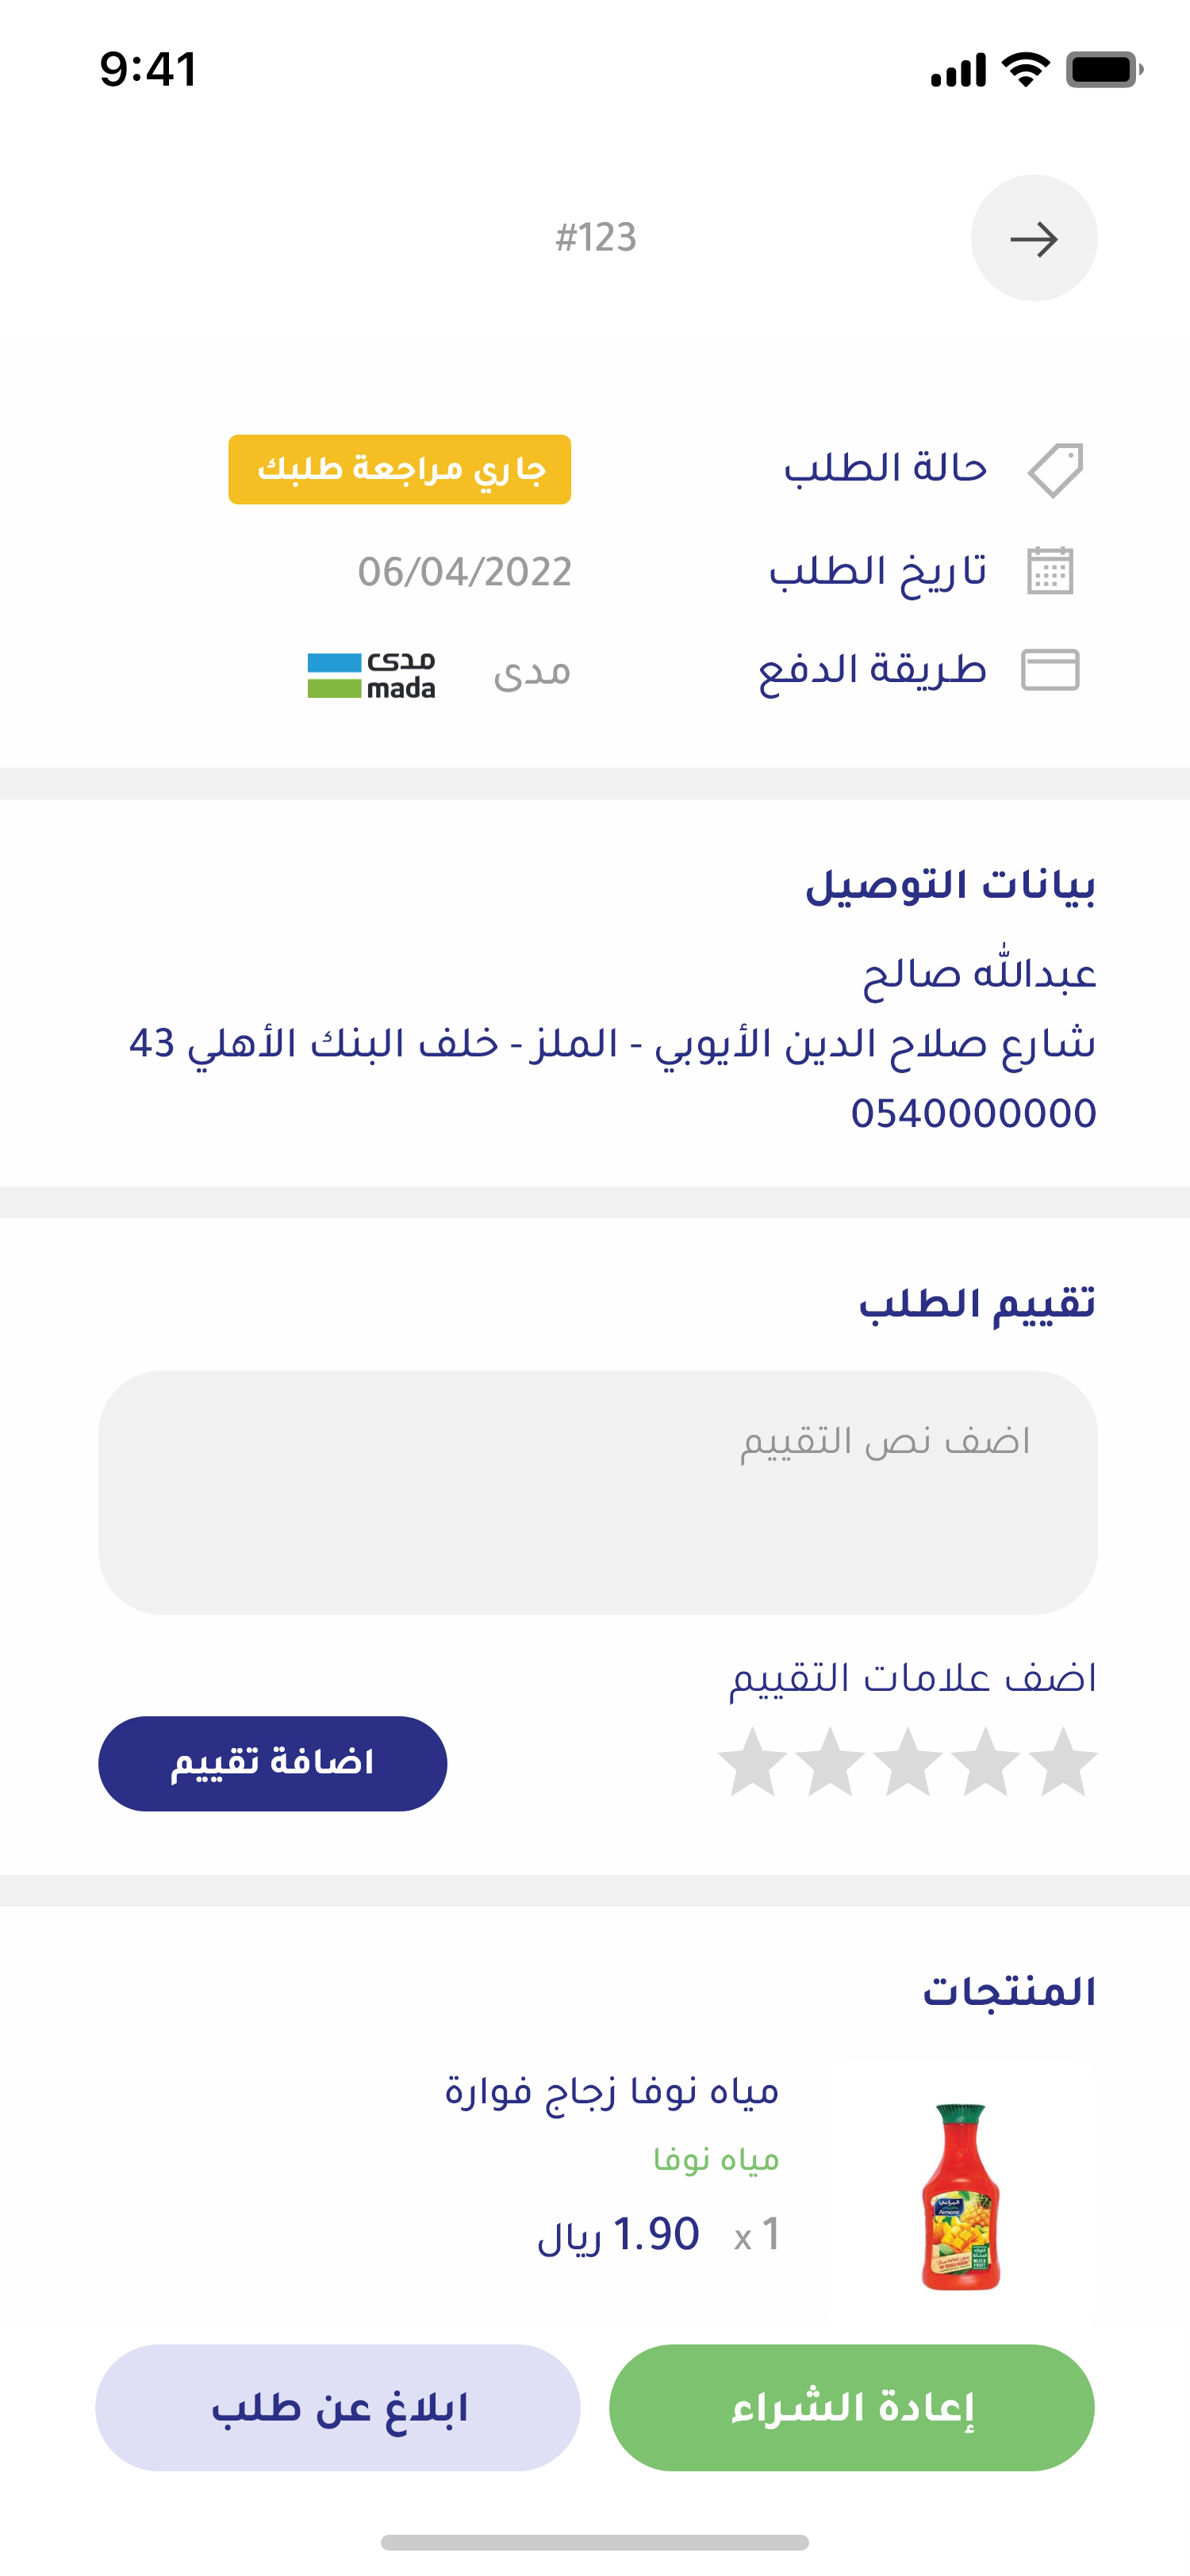 9:41
#123
حالة الطلب
جاري مراجعة طلبك
تاريخ الطلب
06/04/2022
طريقة الدفع
مدى
مدى
mada
بيانات التوصيل
عبدالله صالح
شارع صلاح الدين الأيوبي - الملز - خلف البنك الأهلي 43
0540000000
تقييم الطلب
اضف نص التقييم
اضف علامات التقييم
اضافة تقييم
المنتجات
مياه نوفا زجاج فوارة
مياه نوفا
1 x 1.90 ريال
المراعي
Almarai
إعادة الشراء
ابلاغ عن طلب